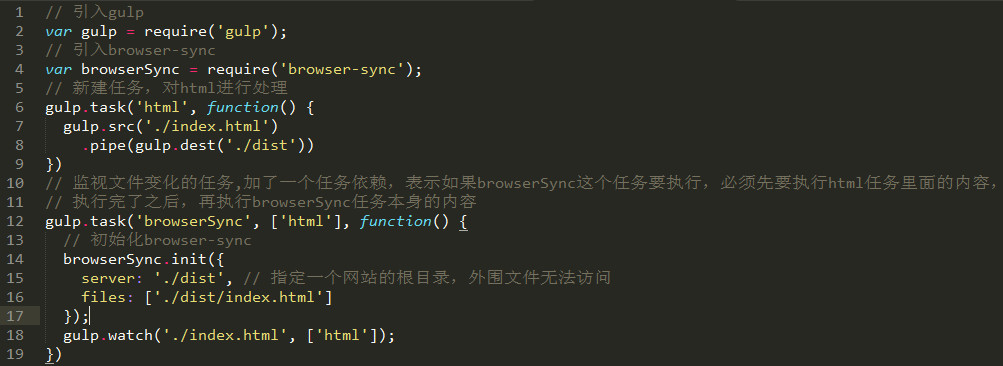 1 // 引入gulp
2 var gulp = require('gulp');
3 // 引入browser-sync
4 var browserSync = require('browser-sync');
5 // 新建任务，对html进行处理
6 gulp.task('html', function() {
7   gulp.src('./index.html')
8     .pipe(gulp.dest('./dist'))
9 })
10 // 监视文件变化的任务,加了一个任务依赖，表示如果browserSync这个任务要执行，必须先要执行html任务里面的内容，
11 // 执行完了之后，再执行browserSync任务本身的内容
12 gulp.task('browserSync', ['html'], function() {
13   // 初始化browser-sync
14   browserSync.init({
15     server: './dist', // 指定一个网站的根目录，外围文件无法访问
16     files: ['./dist/index.html']
17   });
18   gulp.watch('./index.html', ['html']);
19 })